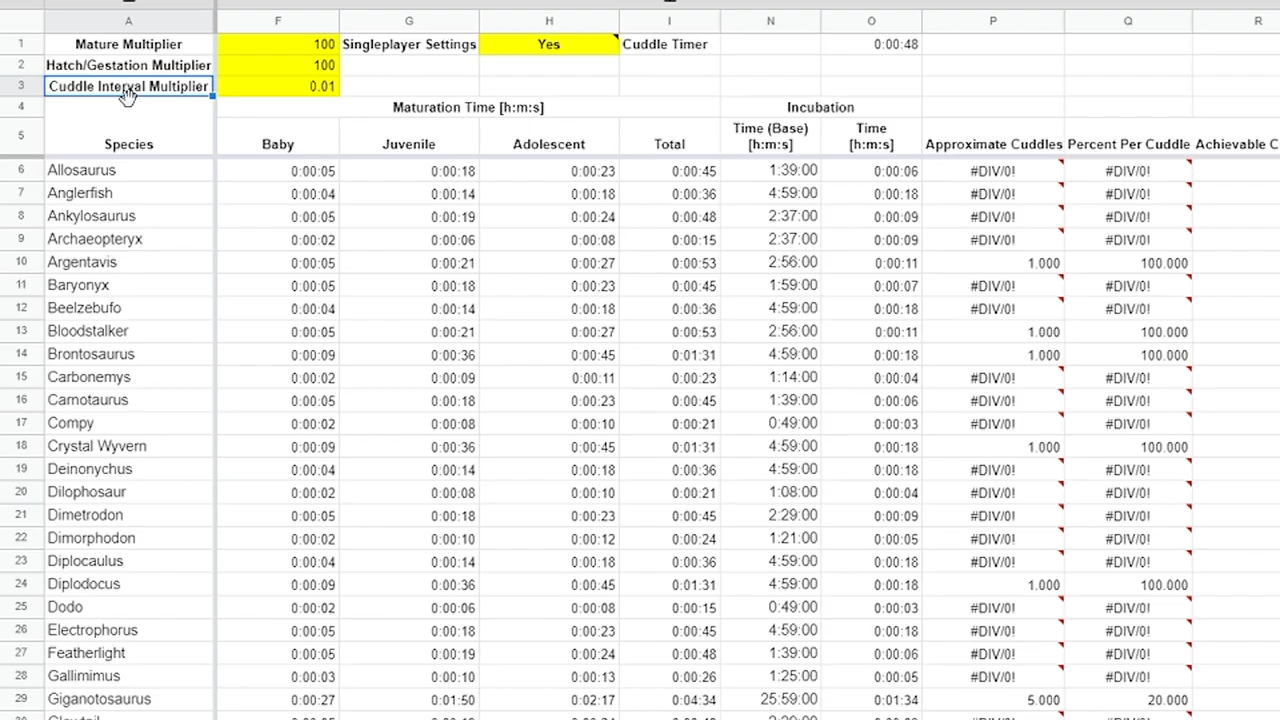 A F G H I N O P Q R
1 Mature Multiplier 100 Singleplayer Settings Yes Cuddle Timer 0:00:48
2 Hatch/Gestation Multiplier 100
3 Cuddle Interval Multiplier 0.01
4 Maturation Time [h:m:s] Incubation
5 Species Baby Juvenile Adolescent Total Time (Base) [h:m:s] Time [h:m:s] Approximate Cuddles Percent Per Cuddle Achievable C
6 Allosaurus 0:00:05 0:00:18 0:00:23 0:00:45 1:39:00 0:00:06 #DIV/0! #DIV/0!
7 Anglerfish 0:00:04 0:00:14 0:00:18 0:00:36 4:59:00 0:00:18 #DIV/0! #DIV/0!
8 Ankylosaurus 0:00:05 0:00:19 0:00:24 0:00:48 2:37:00 0:00:09 #DIV/0! #DIV/0!
9 Archaeopteryx 0:00:02 0:00:06 0:00:08 0:00:15 2:37:00 0:00:09 #DIV/0! #DIV/0!
10 Argentavis 0:00:05 0:00:21 0:00:27 0:00:53 2:56:00 0:00:11 1.000 100.000
11 Baryonyx 0:00:05 0:00:18 0:00:23 0:00:45 1:59:00 0:00:07 #DIV/0! #DIV/0!
12 Beelzebufo 0:00:04 0:00:14 0:00:18 0:00:36 4:59:00 0:00:18 #DIV/0! #DIV/0!
13 Bloodstalker 0:00:05 0:00:21 0:00:27 0:00:53 2:56:00 0:00:11 1.000 100.000
14 Brontosaurus 0:00:09 0:00:36 0:00:45 0:01:31 4:59:00 0:00:18 1.000 100.000
15 Carbonemys 0:00:02 0:00:09 0:00:11 0:00:23 1:14:00 0:00:04 #DIV/0! #DIV/0!
16 Carnotaurus 0:00:05 0:00:18 0:00:23 0:00:45 1:39:00 0:00:06 #DIV/0! #DIV/0!
17 Compy 0:00:02 0:00:08 0:00:10 0:00:21 0:49:00 0:00:03 #DIV/0! #DIV/0!
18 Crystal Wyvern 0:00:09 0:00:36 0:00:45 0:01:31 4:59:00 0:00:18 1.000 100.000
19 Deinonychus 0:00:04 0:00:14 0:00:18 0:00:36 4:59:00 0:00:18 #DIV/0! #DIV/0!
20 Dilophosaur 0:00:02 0:00:08 0:00:10 0:00:21 1:08:00 0:00:04 #DIV/0! #DIV/0!
21 Dimetrodon 0:00:05 0:00:18 0:00:23 0:00:45 2:29:00 0:00:09 #DIV/0! #DIV/0!
22 Dimorphodon 0:00:02 0:00:10 0:00:12 0:00:24 1:21:00 0:00:05 #DIV/0! #DIV/0!
23 Diplocaulus 0:00:04 0:00:14 0:00:18 0:00:36 4:59:00 0:00:18 #DIV/0! #DIV/0!
24 Diplodocus 0:00:09 0:00:36 0:00:45 0:01:31 4:59:00 0:00:18 1.000 100.000
25 Dodo 0:00:02 0:00:06 0:00:08 0:00:15 0:49:00 0:00:03 #DIV/0! #DIV/0!
26 Electrophorus 0:00:05 0:00:18 0:00:23 0:00:45 4:59:00 0:00:18 #DIV/0! #DIV/0!
27 Featherlight 0:00:05 0:00:19 0:00:24 0:00:48 1:39:00 0:00:06 #DIV/0! #DIV/0!
28 Gallimimus 0:00:03 0:00:10 0:00:13 0:00:26 1:25:00 0:00:05 #DIV/0! #DIV/0!
29 Giganotosaurus 0:00:27 0:01:50 0:02:17 0:04:34 25:59:00 0:01:34 5.000 20.000